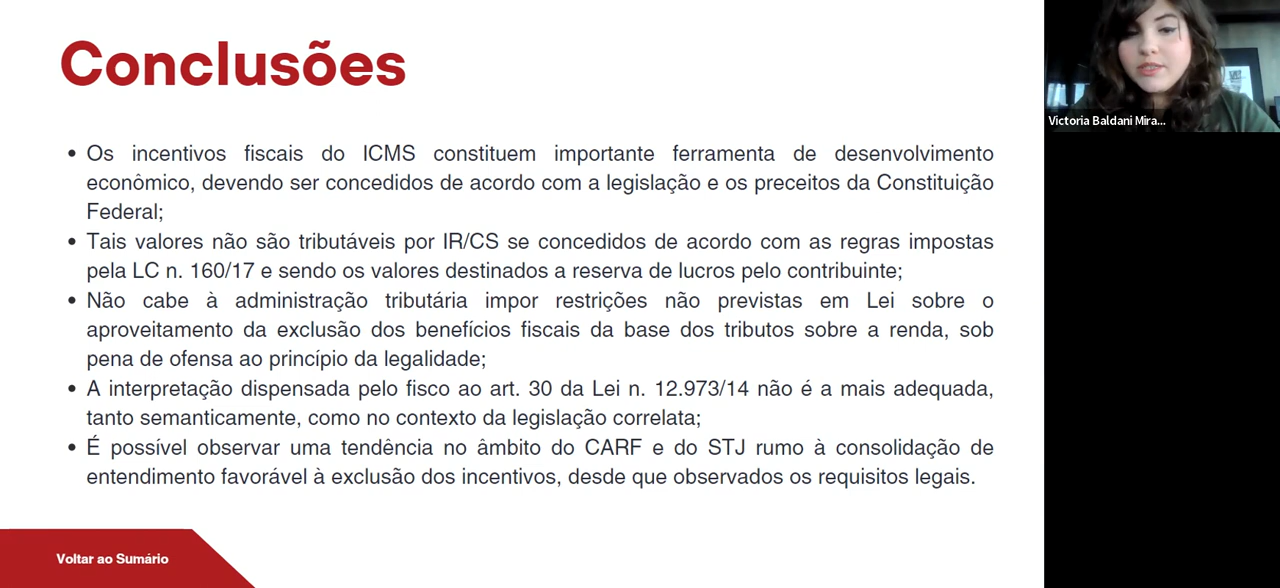 Conclusões
Victoria Baldani Mira...
• Os incentivos fiscais do ICMS constituem importante ferramenta de desenvolvimento
econômico, devendo ser concedidos de acordo com a legislação e os preceitos da Constituição
Federal;
• Tais valores não são tributáveis por IR/CS se concedidos de acordo com as regras impostas
pela LC n. 160/17 e sendo os valores destinados a reserva de lucros pelo contribuinte;
• Não cabe à administração tributária impor restrições não previstas em Lei sobre o
aproveitamento da exclusão dos benefícios fiscais da base dos tributos sobre a renda, sob
pena de ofensa ao princípio da legalidade;
• A interpretação dispensada pelo fisco ao art. 30 da Lei n. 12.973/14 não é a mais adequada,
tanto semanticamente, como no contexto da legislação correlata;
• É possível observar uma tendência no âmbito do CARF e do STJ rumo à consolidação de
entendimento favorável à exclusão dos incentivos, desde que observados os requisitos legais.
Voltar ao Sumário